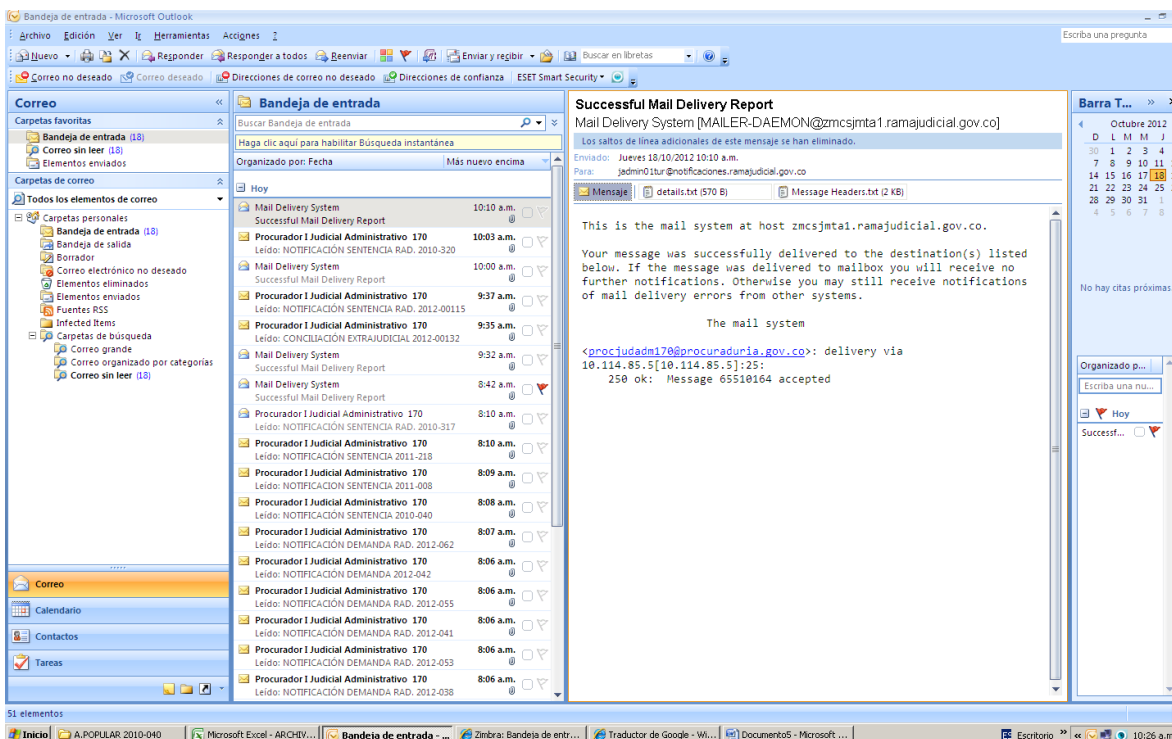 Bandeja de entrada - Microsoft Outlook
Archivo Edición Ver Ir Herramientas Acciones ?
Escriba una pregunta
Nuevo Responder Responder a todos Reenviar Enviar y recibir Buscar en libretas
Correo no deseado Correo deseado Direcciones de correo no deseado Direcciones de confianza ESET Smart Security
Correo «
Carpetas favoritas
Bandeja de entrada (18)
Correo sin leer (18)
Elementos enviados
Carpetas de correo
Todos los elementos de correo
Carpetas personales
Bandeja de entrada (18)
Bandeja de salida
Borrador
Correo electrónico no deseado
Elementos eliminados
Elementos enviados
Fuentes RSS
Infected Items
Carpetas de búsqueda
Correo grande
Correo organizado por categorías
Correo sin leer (18)
Correo
Calendario
Contactos
Tareas
Bandeja de entrada
Buscar Bandeja de entrada
Haga clic aquí para habilitar Búsqueda instantánea
Organizado por: Fecha Más nuevo encima
Hoy
Mail Delivery System 10:10 a.m.
Successful Mail Delivery Report
Procurador I Judicial Administrativo 170 10:03 a.m.
Leído: NOTIFICACIÓN SENTENCIA RAD. 2010-320
Mail Delivery System 10:00 a.m.
Successful Mail Delivery Report
Procurador I Judicial Administrativo 170 9:37 a.m.
Leído: NOTIFICACIÓN SENTENCIA RAD. 2012-00115
Procurador I Judicial Administrativo 170 9:35 a.m.
Leído: CONCILIACIÓN EXTRAJUDICIAL 2012-00132
Mail Delivery System 9:32 a.m.
Successful Mail Delivery Report
Mail Delivery System 8:42 a.m.
Successful Mail Delivery Report
Procurador I Judicial Administrativo 170 8:10 a.m.
Leído: NOTIFICACIÓN SENTENCIA RAD. 2010-317
Procurador I Judicial Administrativo 170 8:10 a.m.
Leído: NOTIFICACIÓN SENTENCIA 2011-218
Procurador I Judicial Administrativo 170 8:09 a.m.
Leído: NOTIFICACIÓN SENTENCIA 2011-008
Procurador I Judicial Administrativo 170 8:08 a.m.
Leído: NOTIFICACIÓN SENTENCIA 2010-040
Procurador I Judicial Administrativo 170 8:07 a.m.
Leído: NOTIFICACIÓN DEMANDA RAD. 2012-062
Procurador I Judicial Administrativo 170 8:06 a.m.
Leído: NOTIFICACIÓN DEMANDA 2012-042
Procurador I Judicial Administrativo 170 8:06 a.m.
Leído: NOTIFICACIÓN DEMANDA RAD. 2012-055
Procurador I Judicial Administrativo 170 8:06 a.m.
Leído: NOTIFICACIÓN DEMANDA RAD. 2012-041
Procurador I Judicial Administrativo 170 8:06 a.m.
Leído: NOTIFICACIÓN DEMANDA RAD. 2012-053
Procurador I Judicial Administrativo 170 8:06 a.m.
Leído: NOTIFICACIÓN DEMANDA RAD. 2012-038
Successful Mail Delivery Report
Mail Delivery System [MAILER-DAEMON@zmcsjmta1.ramajudicial.gov.co]
Los saltos de línea adicionales de este mensaje se han eliminado.
Enviado: Jueves 18/10/2012 10:10 a.m.
Para: jadmin01tur@notificaciones.ramajudicial.gov.co
Mensaje details.txt (570 B) Message Headers.txt (2 KB)
This is the mail system at host zmcsjmta1.ramajudicial.gov.co.
Your message was successfully delivered to the destination(s) listed
below. If the message was delivered to mailbox you will receive no
further notifications. Otherwise you may still receive notifications
of mail delivery errors from other systems.
The mail system
<procjudadm170@procuraduria.gov.co>: delivery via
10.114.85.5[10.114.85.5]:25:
250 ok: Message 65510164 accepted
Barra T... »
Octubre 2012
D L M M J
30 1 2 3 4
7 8 9 10 11
14 15 16 17 18
21 22 23 24 25
28 29 30 31 1
4 5 6 7 8
No hay citas próximas
Organizado p...
Escriba una nu...
Hoy
Successf...
51 elementos
Inicio A.POPULAR 2010-040 Microsoft Excel - ARCHIV... Bandeja de entrada - ... Zimbra: Bandeja de entr... Traductor de Google - Wi... Documento5 - Microsoft ... ES Escritorio » « 10:26 a.m.